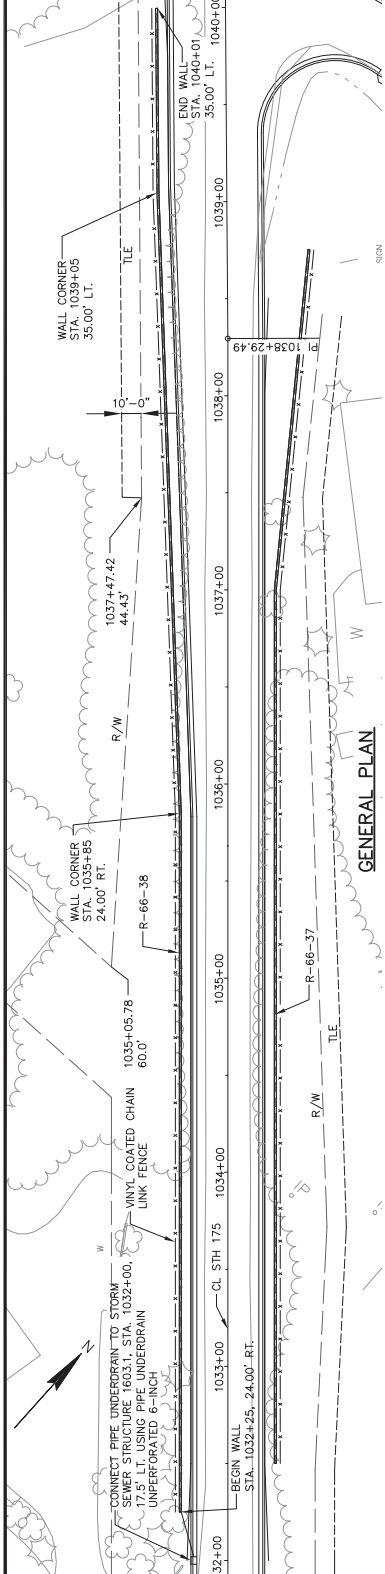 1040+00
END WALL
STA. 1040+01
35.00' LT.
1039+00
WALL CORNER
STA. 1039+05
35.00' LT.
TLE
SIGN
PI 1038+29.49
1038+00
10'-0"
1037+47.42
44.43'
1037+00
R/W
W
1036+00
GENERAL PLAN
WALL CORNER
STA. 1035+85
24.00' RT.
R-66-38
1035+05.78
60.0'
1035+00
R-66-37
TLE
R/W
VINYL COATED CHAIN
LINK FENCE
1034+00
CL STH 175
W
CONNECT PIPE UNDERDRAIN TO STORM
SEWER STRUCTURE 1603.1, STA. 1032+00,
17.5' LT. USING PIPE UNDERDRAIN
UNPERFORATED 6-INCH
1033+00
BEGIN WALL
STA. 1032+25, 24.00' RT.
N
32+00